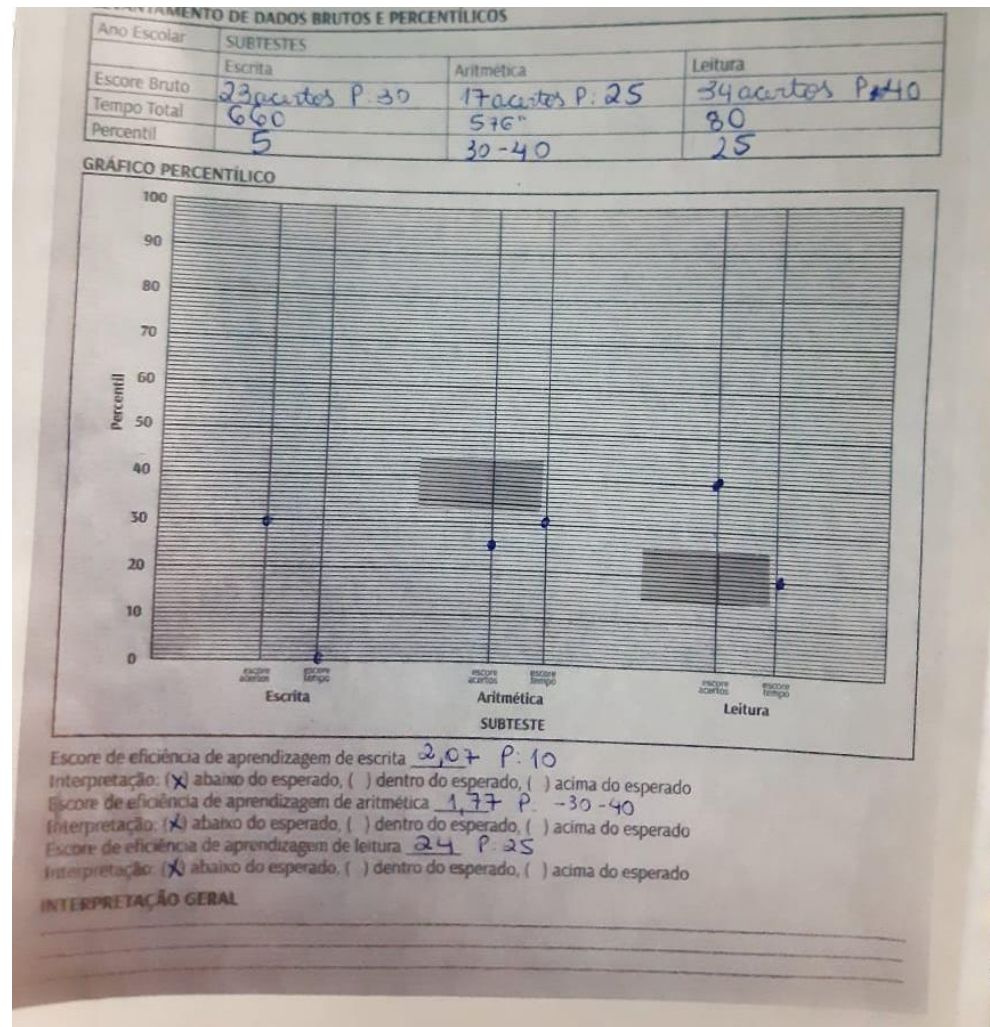 LEVANTAMENTO DE DADOS BRUTOS E PERCENTÍLICOS
Ano Escolar SUBTESTES
Escrita Aritmética Leitura
Escore Bruto 23 acertos P. 30 17 acertos P: 25 34 acertos P 40
Tempo Total 660 576" 80
Percentil 5 30-40 25
GRÁFICO PERCENTÍLICO
100
90
80
70
60
50
40
30
20
10
0
Percentil
escore acertos escore tempo escore acertos escore tempo escore acertos escore tempo
Escrita Aritmética Leitura
SUBTESTE
Escore de eficiência de aprendizagem de escrita 2,07 P: 10
Interpretação: (X) abaixo do esperado, ( ) dentro do esperado, ( ) acima do esperado
Escore de eficiência de aprendizagem de aritmética 1,77 P. -30-40
Interpretação: (X) abaixo do esperado, ( ) dentro do esperado, ( ) acima do esperado
Escore de eficiência de aprendizagem de leitura 24 P. 25
Interpretação: (X) abaixo do esperado, ( ) dentro do esperado, ( ) acima do esperado
INTERPRETAÇÃO GERAL